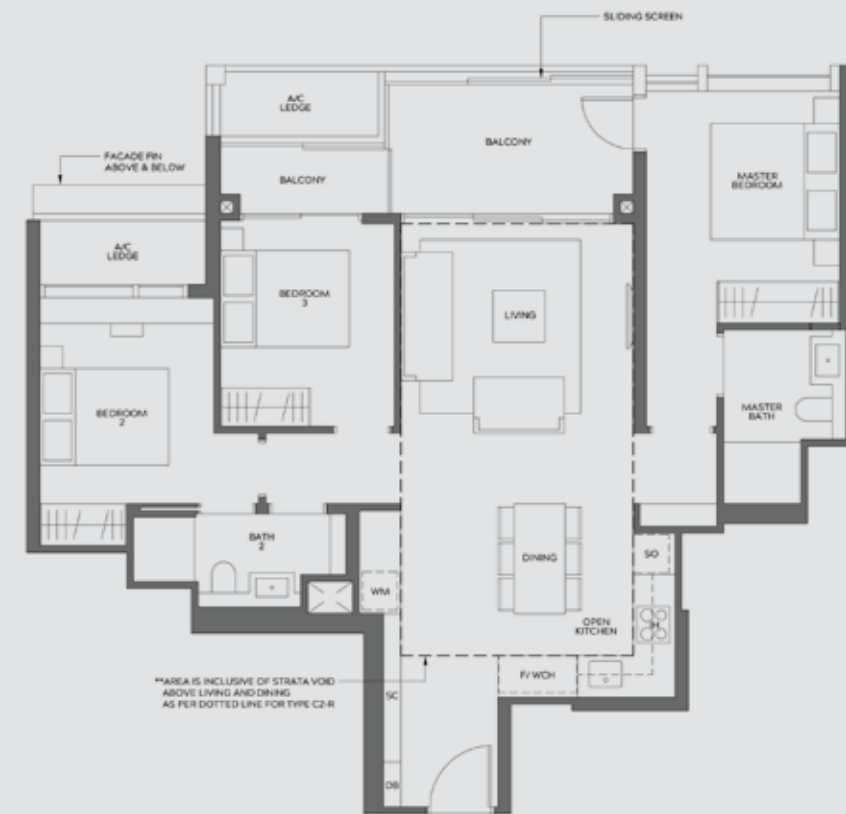 SLIDING SCREEN
A/C
LEDGE
BALCONY
FACADE FIN
ABOVE & BELOW
BALCONY
MASTER
BEDROOM
A/C
LEDGE
BEDROOM
3
LIVING
BEDROOM
2
MASTER
BATH
BATH
2
DINING
SO
WM
H
OPEN
KITCHEN
F/ WCH
**AREA IS INCLUSIVE OF STRATA VOID
ABOVE LIVING AND DINING
AS PER DOTTED LINE FOR TYPE C2-R
SC
DB